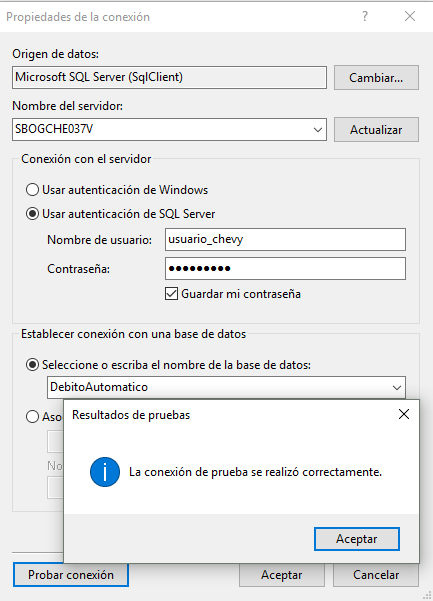 Propiedades de la conexión
Origen de datos:
Microsoft SQL Server (SqlClient)
Cambiar...
Nombre del servidor:
SBOGCHE037V
Actualizar
Conexión con el servidor
Usar autenticación de Windows
Usar autenticación de SQL Server
Nombre de usuario:
usuario_chevy
Contraseña:
●●●●●●●●●
Guardar mi contraseña
Establecer conexión con una base de datos
Seleccione o escriba el nombre de la base de datos:
DebitoAutomatico
Aso
No
Resultados de pruebas
La conexión de prueba se realizó correctamente.
Aceptar
Probar conexión
Aceptar
Cancelar